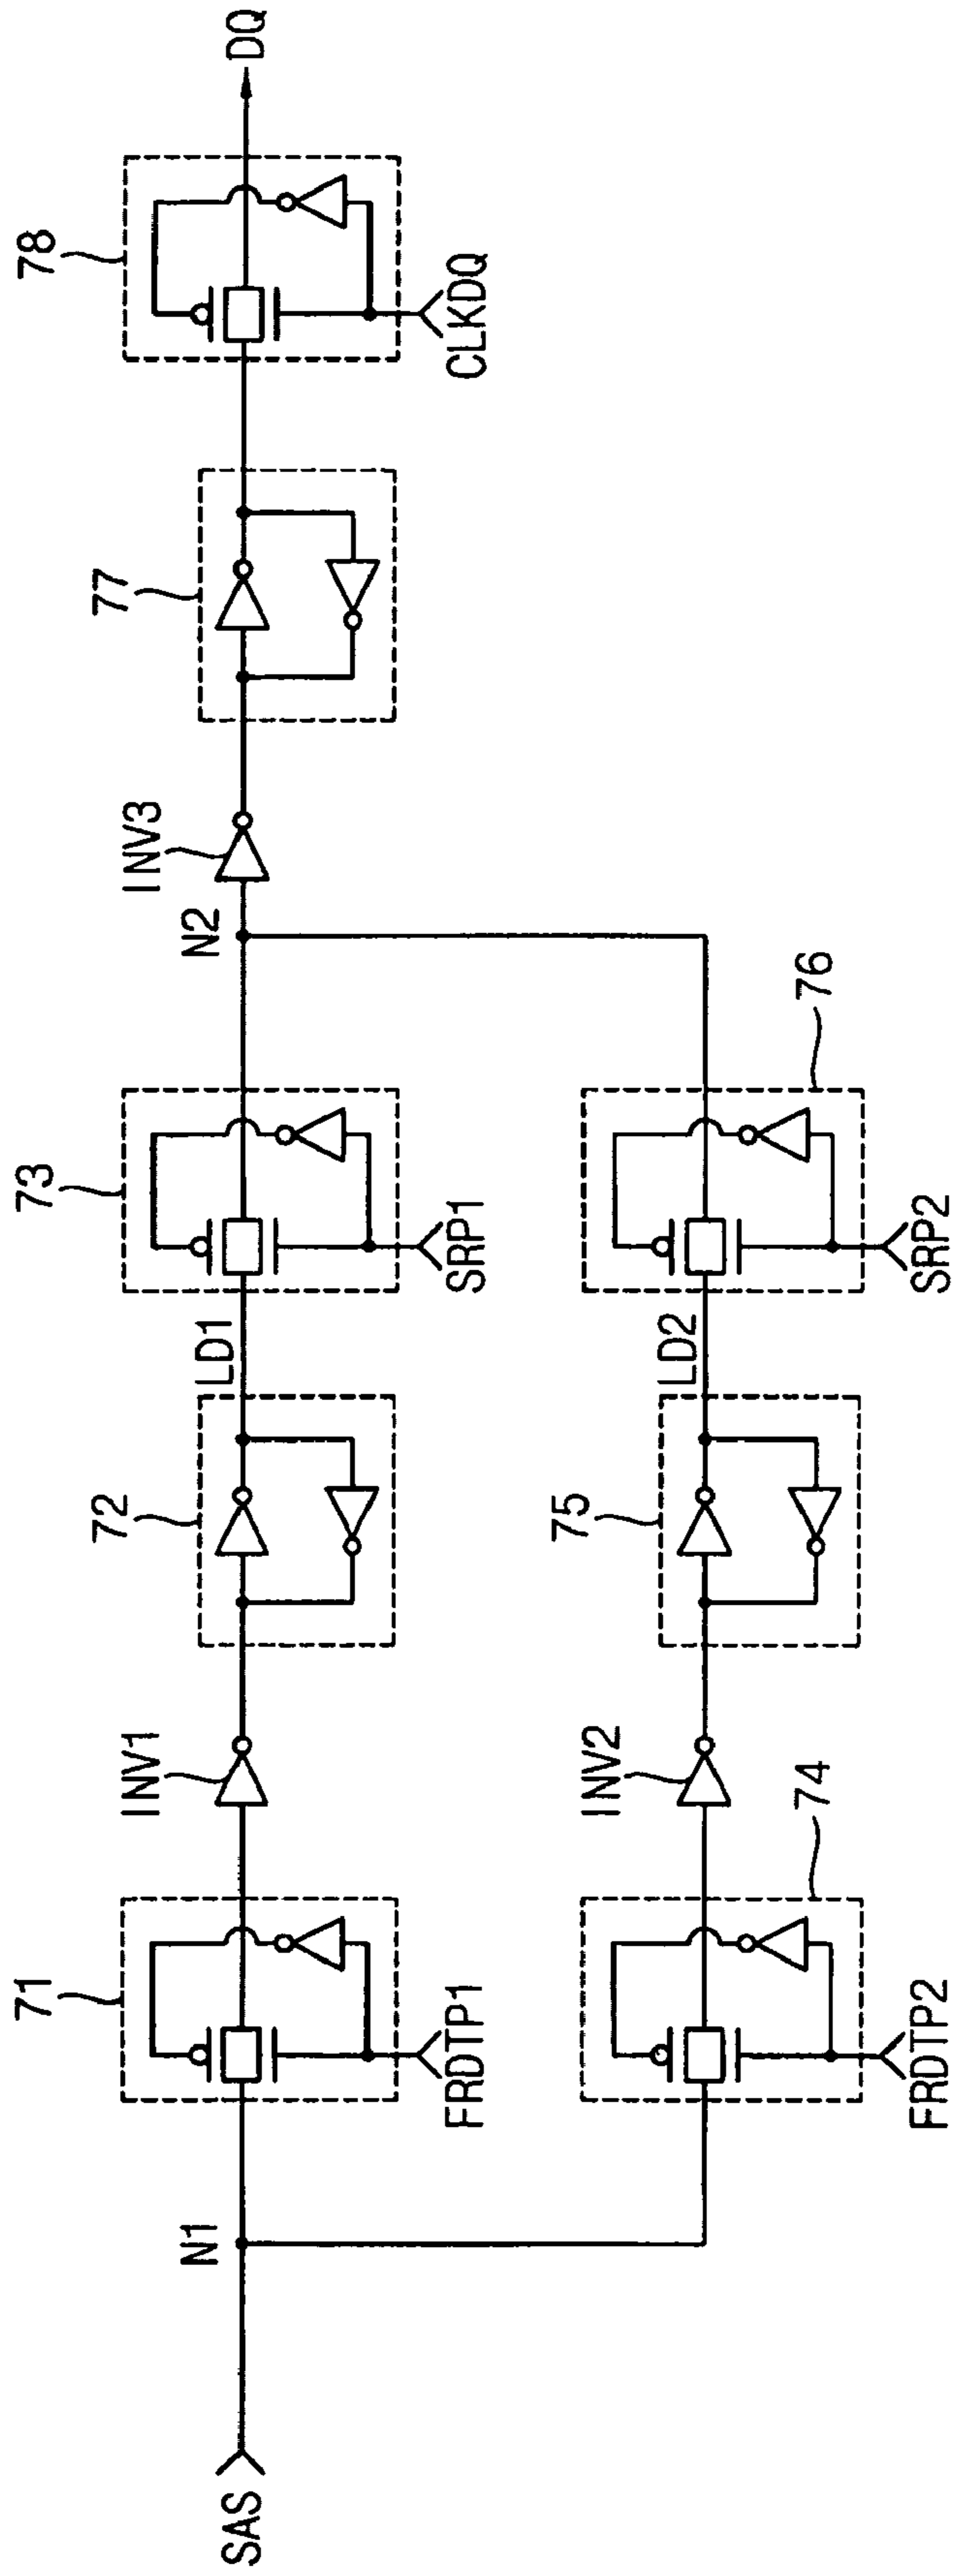 SAS
N1
71
FRDTP1
INV1
72
LD1
73
SRP1
N2
INV3
77
78
CLKDQ
DQ
74
FRDTP2
INV2
75
LD2
76
SRP2